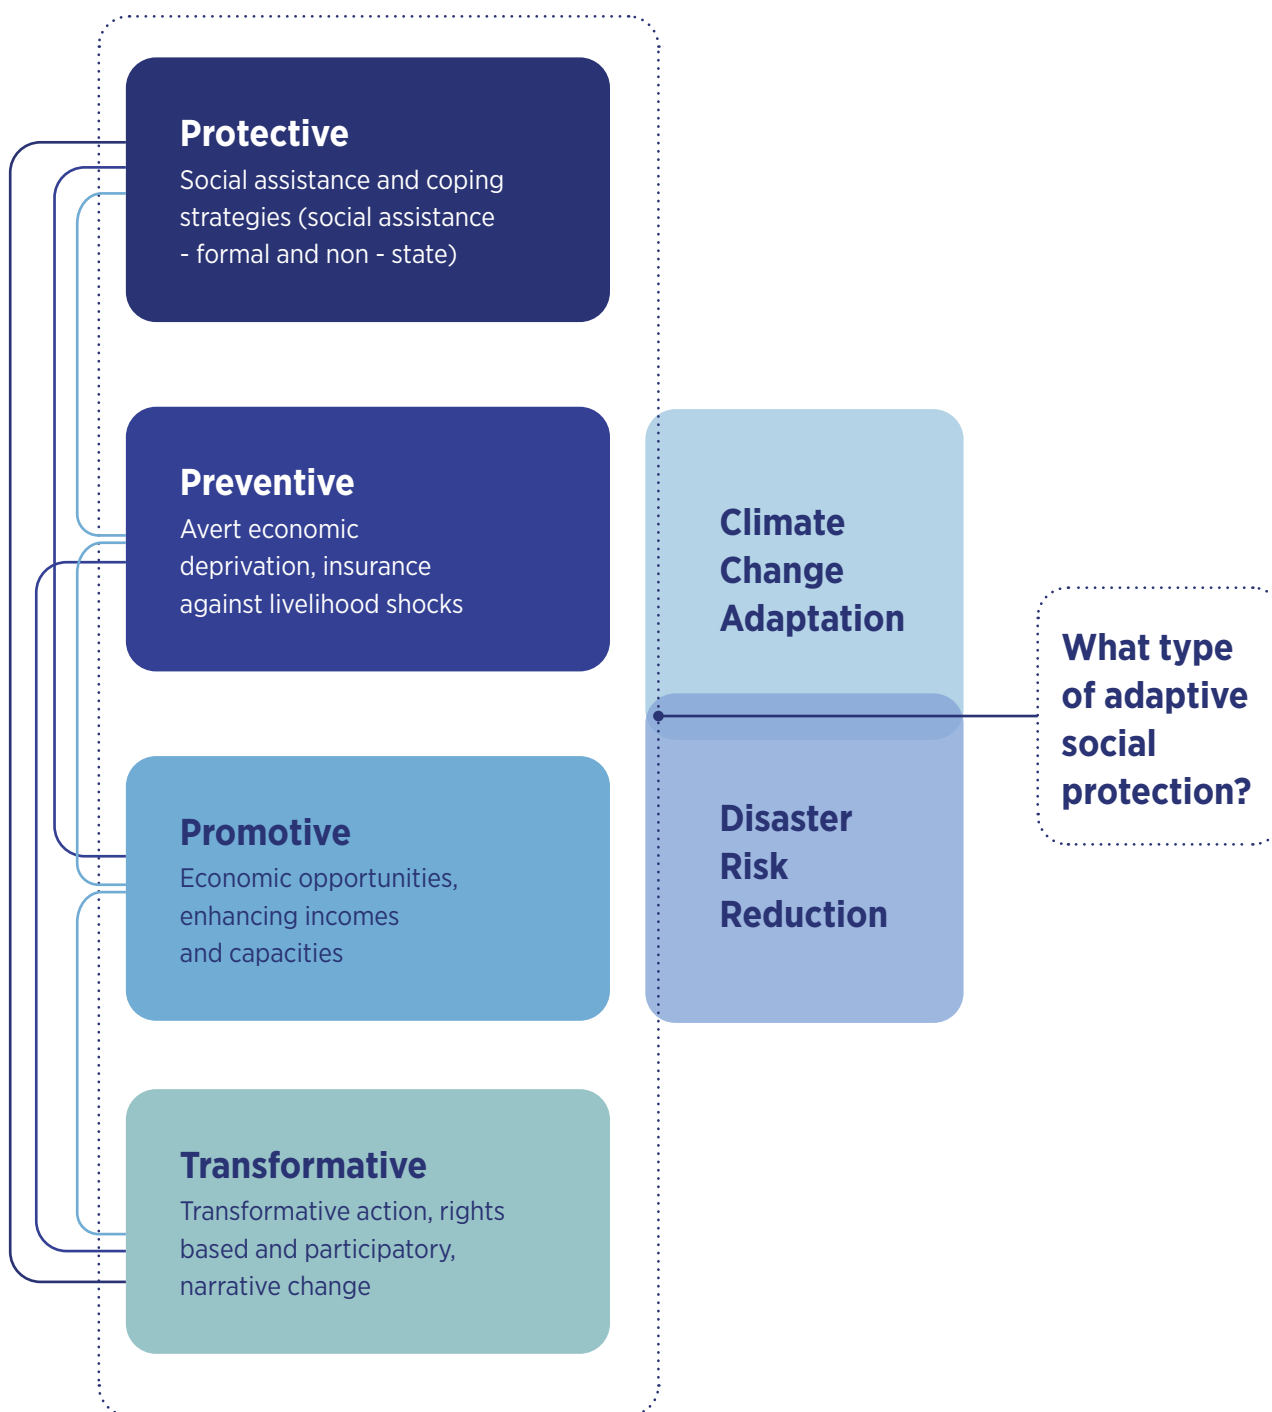 Protective
Social assistance and coping
strategies (social assistance
- formal and non - state)
Preventive
Avert economic
deprivation, insurance
against livelihood shocks
Promotive
Economic opportunities,
enhancing incomes
and capacities
Transformative
Transformative action, rights
based and participatory,
narrative change
Climate
Change
Adaptation
Disaster
Risk
Reduction
What type
of adaptive
social
protection?